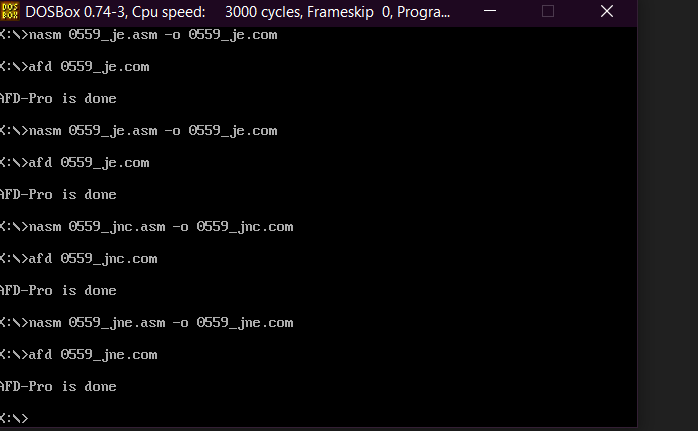 DOS BOX DOSBox 0.74-3, Cpu speed: 3000 cycles, Frameskip 0, Progra...
X:\>nasm 0559_je.asm -o 0559_je.com
X:\>afd 0559_je.com
AFD-Pro is done
X:\>nasm 0559_je.asm -o 0559_je.com
X:\>afd 0559_je.com
AFD-Pro is done
X:\>nasm 0559_jnc.asm -o 0559_jnc.com
X:\>afd 0559_jnc.com
AFD-Pro is done
X:\>nasm 0559_jne.asm -o 0559_jne.com
X:\>afd 0559_jne.com
AFD-Pro is done
X:\>